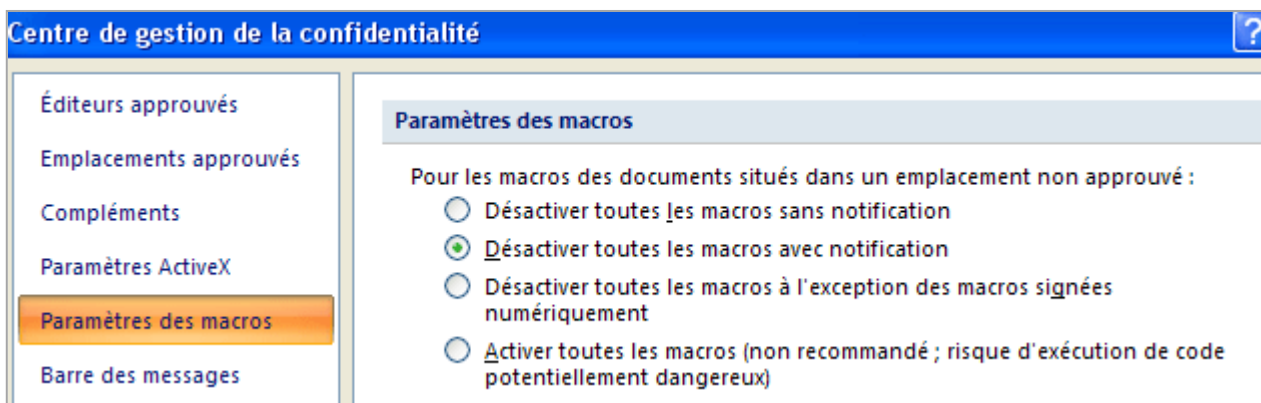 Centre de gestion de la confidentialité
?
Éditeurs approuvés
Emplacements approuvés
Compléments
Paramètres ActiveX
Paramètres des macros
Barre des messages
Paramètres des macros
Pour les macros des documents situés dans un emplacement non approuvé :
Désactiver toutes les macros sans notification
Désactiver toutes les macros avec notification
Désactiver toutes les macros à l'exception des macros signées
numériquement
Activer toutes les macros (non recommandé ; risque d'exécution de code
potentiellement dangereux)